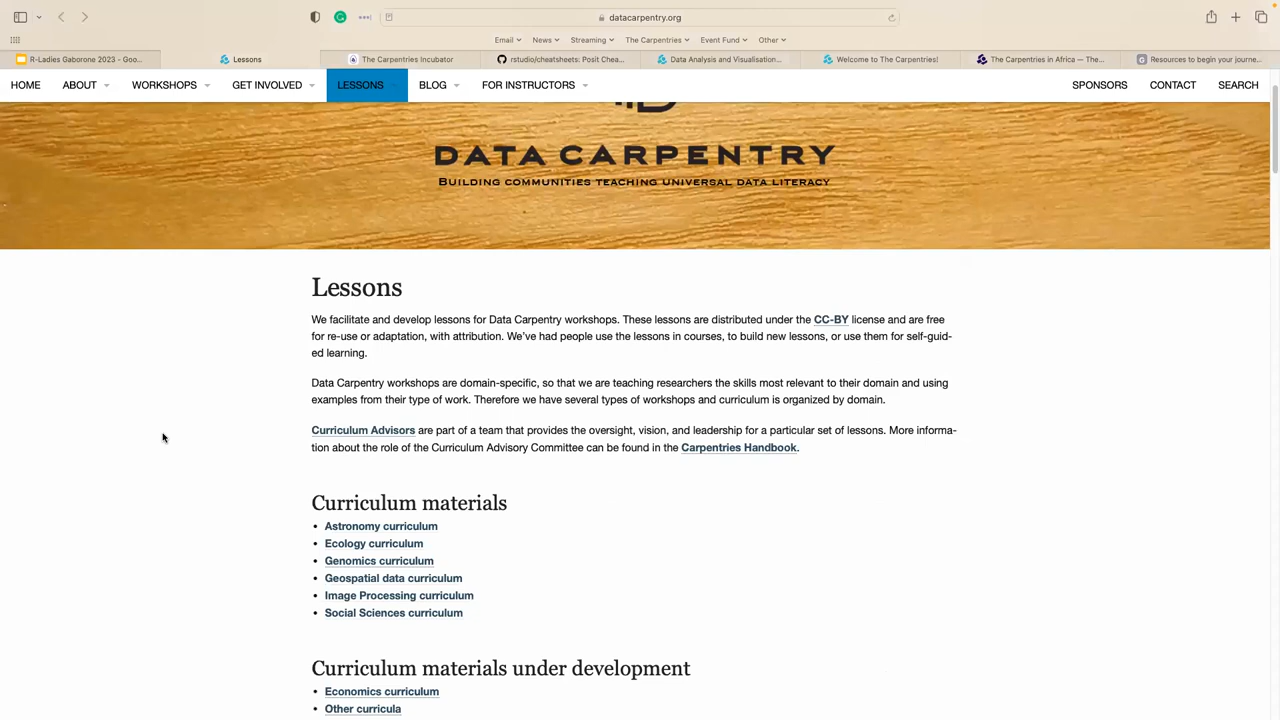 datacarpentry.org
Email News Streaming The Carpentries Event Fund Other
R-Ladies Gaborone 2023 - Goo...
Lessons
The Carpentries Incubator
rstudio/cheatsheets: Posit Chea...
Data Analysis and Visualisation...
Welcome to The Carpentries!
The Carpentries in Africa — The...
Resources to begin your journe...
HOME ABOUT WORKSHOPS GET INVOLVED LESSONS BLOG FOR INSTRUCTORS SPONSORS CONTACT SEARCH
DATA CARPENTRY
BUILDING COMMUNITIES TEACHING UNIVERSAL DATA LITERACY
Lessons
We facilitate and develop lessons for Data Carpentry workshops. These lessons are distributed under the CC-BY license and are free
for re-use or adaptation, with attribution. We've had people use the lessons in courses, to build new lessons, or use them for self-guid-
ed learning.
Data Carpentry workshops are domain-specific, so that we are teaching researchers the skills most relevant to their domain and using
examples from their type of work. Therefore we have several types of workshops and curriculum is organized by domain.
Curriculum Advisors are part of a team that provides the oversight, vision, and leadership for a particular set of lessons. More informa-
tion about the role of the Curriculum Advisory Committee can be found in the Carpentries Handbook.
Curriculum materials
• Astronomy curriculum
• Ecology curriculum
• Genomics curriculum
• Geospatial data curriculum
• Image Processing curriculum
• Social Sciences curriculum
Curriculum materials under development
• Economics curriculum
• Other curricula